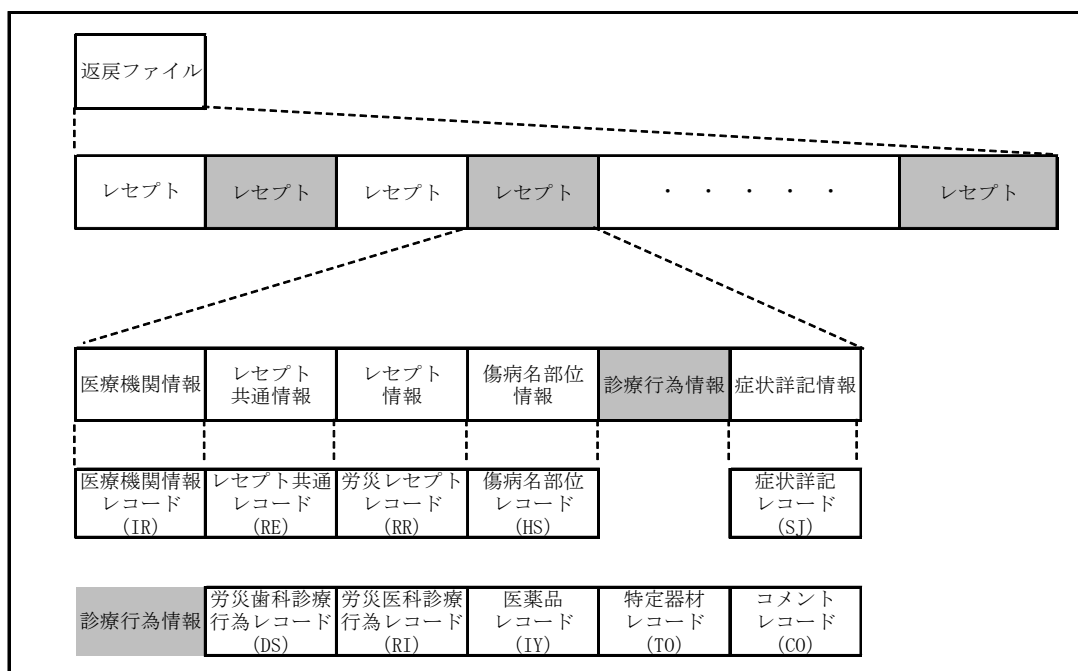 返戻ファイル
レセプト レセプト レセプト レセプト ・ ・ ・ ・ ・ レセプト
医療機関情報 レセプト共通情報 レセプト情報 傷病名部位情報 診療行為情報 症状詳記情報
医療機関情報レコード(IR) レセプト共通レコード(RE) 労災レセプトレコード(RR) 傷病名部位レコード(HS) 症状詳記レコード(SJ)
診療行為情報 労災歯科診療行為レコード(DS) 労災医科診療行為レコード(RI) 医薬品レコード(IY) 特定器材レコード(TO) コメントレコード(CO)